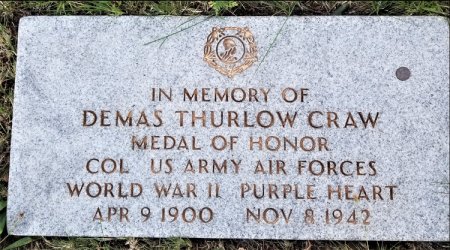 IN MEMORY OF
DEMAS THURLOW CRAW
MEDAL OF HONOR
COL US ARMY AIR FORCES
WORLD WAR II PURPLE HEART
APR 9 1900 NOV 8 1942